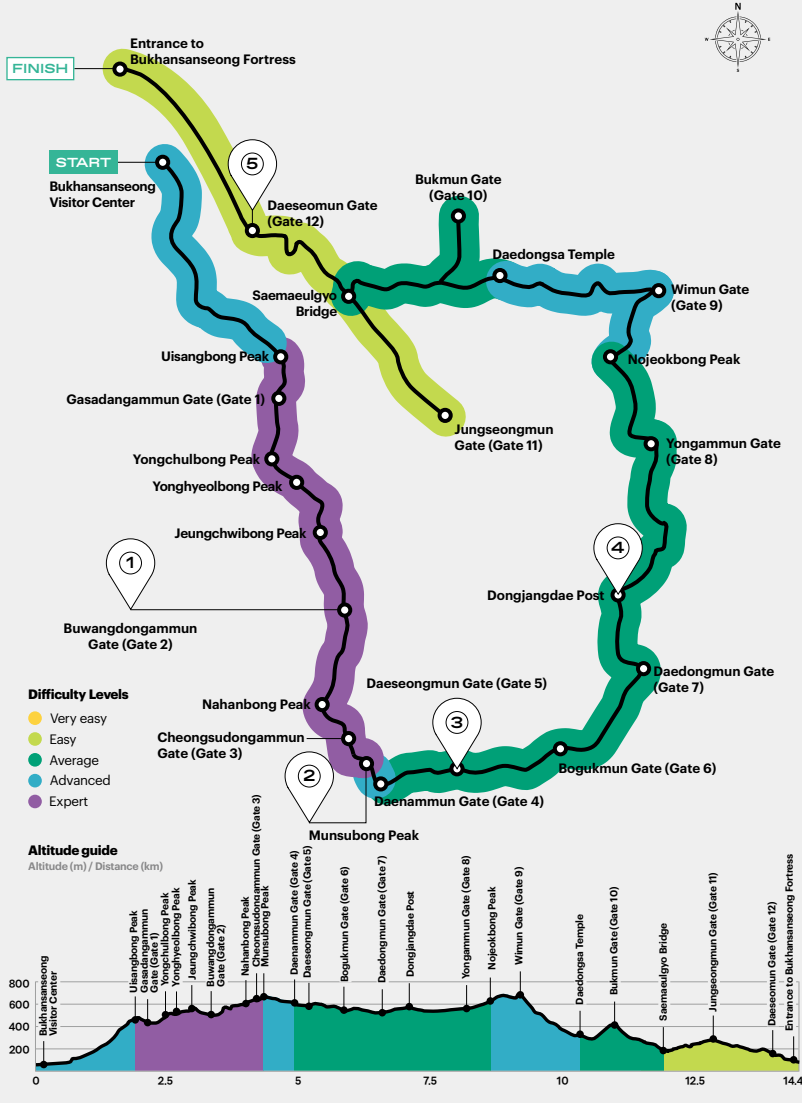 N
W
E
S
Entrance to
Bukhansanseong Fortress
FINISH
START
Bukhansanseong
Visitor Center
5
Daeseomun Gate
(Gate 12)
Bukmun Gate
(Gate 10)
Daedongsa Temple
Saemaeulgyo
Bridge
Wimun Gate
(Gate 9)
Uisangbong Peak
Nojeokbong Peak
Gasadangammun Gate (Gate 1)
Jungseongmun
Gate (Gate 11)
Yongammun Gate
(Gate 8)
Yongchulbong Peak
Yonghyeolbong Peak
Jeungchwibong Peak
1
4
Dongjangdae Post
Buwangdongammun
Gate (Gate 2)
Daedongmun Gate
(Gate 7)
Daeseongmun Gate (Gate 5)
Nahanbong Peak
3
Cheongsudongammun
Gate (Gate 3)
2
Bogukmun Gate (Gate 6)
Daenammun Gate (Gate 4)
Munsubong Peak
Difficulty Levels
Very easy
Easy
Average
Advanced
Expert
Altitude guide
Altitude (m) / Distance (km)
800
600
400
200
Bukhansanseong
Visitor Center
Uisangbong Peak
Gasadangammun
Gate (Gate 1)
Yongchulbong Peak
Yonghyeolbong Peak
Jeungchwibong Peak
Buwangdongammun
Gate (Gate 2)
Nahanbong Peak
Cheongsudongammun Gate (Gate 3)
Munsubong Peak
Daenammun Gate (Gate 4)
Daeseongmun Gate (Gate 5)
Bogukmun Gate (Gate 6)
Daedongmun Gate (Gate 7)
Dongjangdae Post
Yongammun Gate (Gate 8)
Nojeokbong Peak
Wimun Gate (Gate 9)
Daedongsa Temple
Bukmun Gate (Gate 10)
Saemaeulgyo Bridge
Jungseongmun Gate (Gate 11)
Daeseomun Gate (Gate 12)
Entrance to Bukhansanseong Fortress
0
2.5
5
7.5
10
12.5
14.4